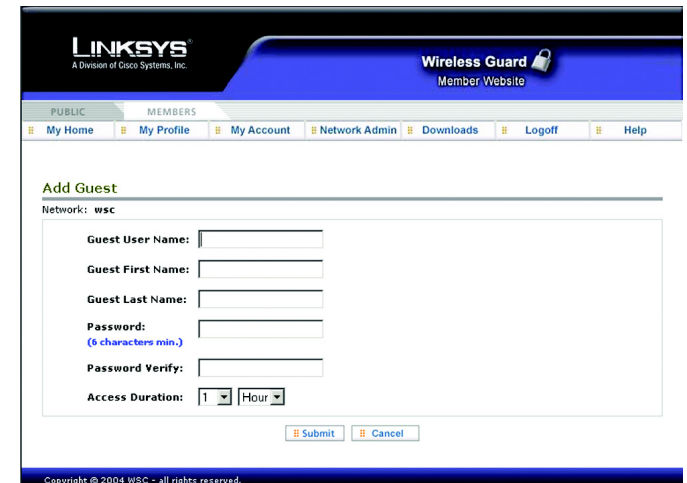 LINKSYS®
A Division of Cisco Systems, Inc.
Wireless Guard
Member Website
PUBLIC MEMBERS
My Home My Profile My Account Network Admin Downloads Logoff Help
Add Guest
Network: wsc
Guest User Name:
Guest First Name:
Guest Last Name:
Password:
(6 characters min.)
Password Verify:
Access Duration: 1 Hour
Submit Cancel
Copyright © 2004 WSC - all rights reserved.